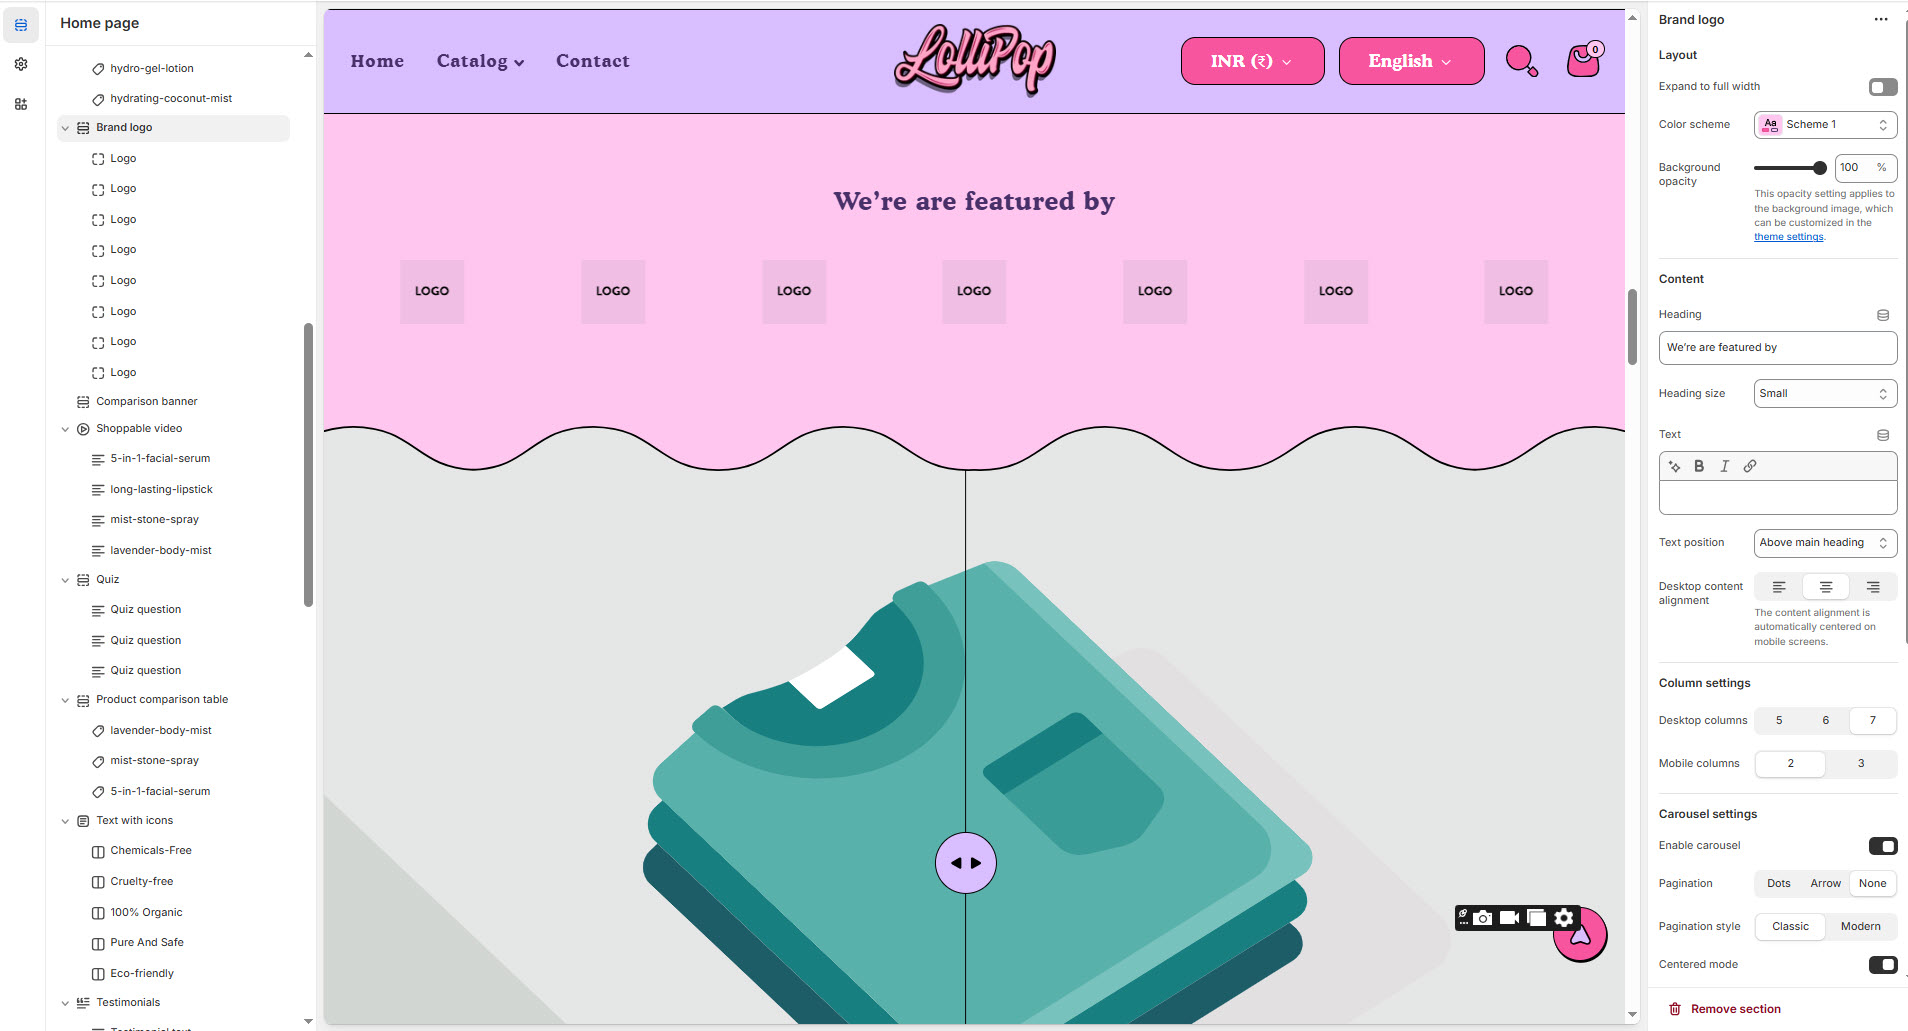 Home page
hydro-gel-lotion
hydrating-coconut-mist
Brand logo
Logo
Logo
Logo
Logo
Logo
Logo
Logo
Logo
Comparison banner
Shoppable video
5-in-1-facial-serum
long-lasting-lipstick
mist-stone-spray
lavender-body-mist
Quiz
Quiz question
Quiz question
Quiz question
Product comparison table
lavender-body-mist
mist-stone-spray
5-in-1-facial-serum
Text with icons
Chemicals-Free
Cruelty-free
100% Organic
Pure And Safe
Eco-friendly
Testimonials
Testimonial text
Home Catalog Contact
LolliPop
INR (₹) English 0
We’re are featured by
LOGO LOGO LOGO LOGO LOGO LOGO LOGO
Brand logo
Layout
Expand to full width
Color scheme Aa Scheme 1
Background opacity 100 %
This opacity setting applies to
the background image, which
can be customized in the
theme settings.
Content
Heading
We’re are featured by
Heading size Small
Text
B I
Text position Above main heading
Desktop content
alignment
The content alignment is
automatically centered on
mobile screens.
Column settings
Desktop columns 5 6 7
Mobile columns 2 3
Carousel settings
Enable carousel
Pagination Dots Arrow None
Pagination style Classic Modern
Centered mode
Remove section